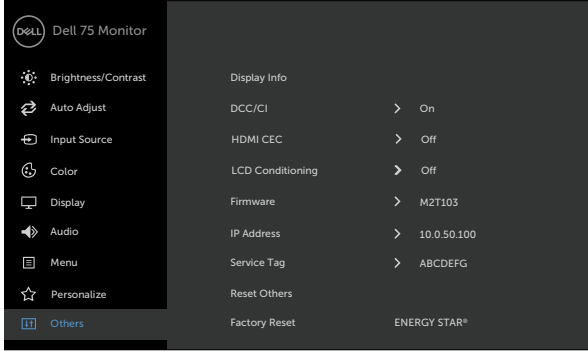 DELL Dell 75 Monitor
Brightness/Contrast Display Info
Auto Adjust DCC/CI On
Input Source HDMI CEC Off
Color LCD Conditioning Off
Display Firmware M2T103
Audio IP Address 10.0.50.100
Menu Service Tag ABCDEFG
Personalize Reset Others
Others Factory Reset ENERGY STAR®